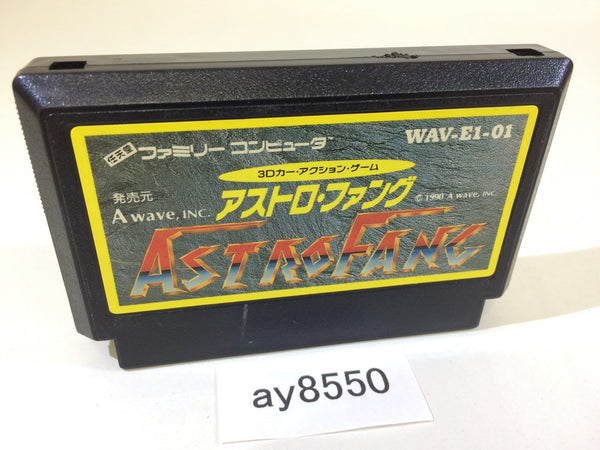 任天堂 ファミリー コンピュータ™
WAV-E1-01
3Dカー・アクション・ゲーム
発売元
A wave, INC.
アストロ・ファング
© 1990 A wave, INC.
ASTRO FANG
ay8550